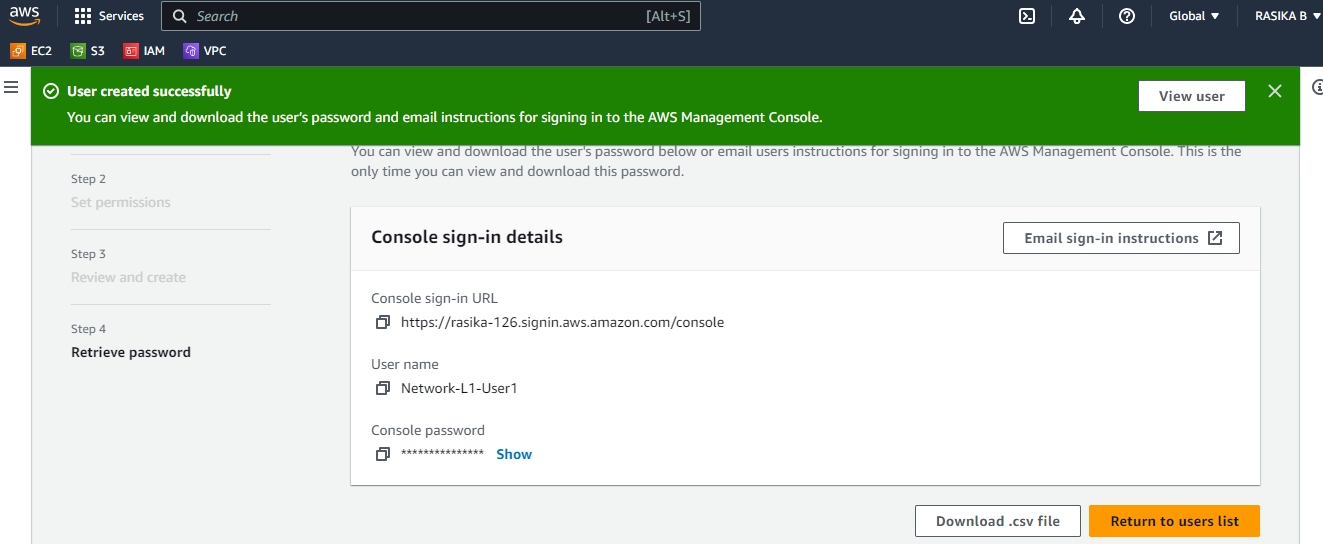 aws
Services
Search
[Alt+S]
Global
RASIKA B
EC2
S3
IAM
VPC
User created successfully
You can view and download the user's password and email instructions for signing in to the AWS Management Console.
View user
You can view and download the user's password below or email users instructions for signing in to the AWS Management Console. This is the
only time you can view and download this password.
Step 2
Set permissions
Step 3
Review and create
Step 4
Retrieve password
Console sign-in details
Email sign-in instructions
Console sign-in URL
https://rasika-126.signin.aws.amazon.com/console
User name
Network-L1-User1
Console password
*************** Show
Download .csv file
Return to users list